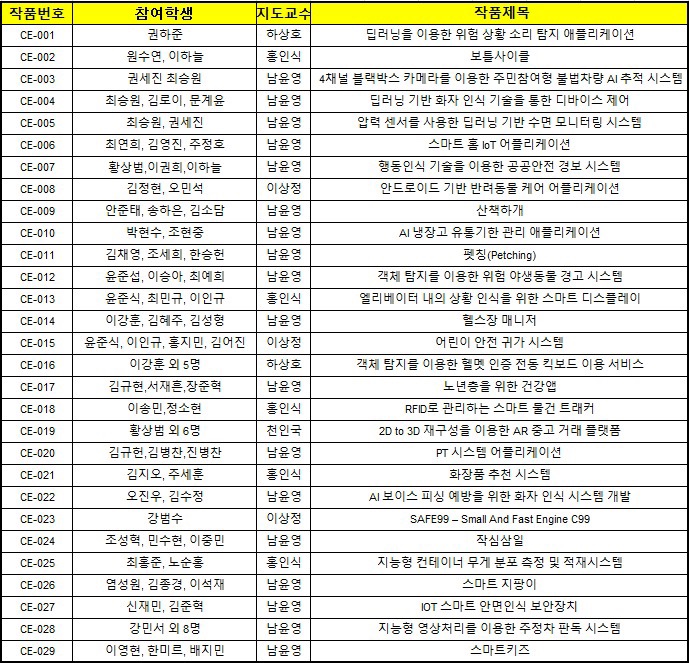 작품번호 참여학생 지도교수 작품제목
CE-001 권하준 하상호 딥러닝을 이용한 위험 상황 소리 탐지 애플리케이션
CE-002 원수연, 이하늘 홍인식 보틀사이클
CE-003 권세진 최승원 남윤영 4채널 블랙박스 카메라를 이용한 주민참여형 불법차량 AI 추적 시스템
CE-004 최승원, 김로이, 문계윤 남윤영 딥러닝 기반 화자 인식 기술을 통한 디바이스 제어
CE-005 최승원, 권세진 남윤영 압력 센서를 사용한 딥러닝 기반 수면 모니터링 시스템
CE-006 최연희, 김영진, 주정호 남윤영 스마트 홈 IoT 어플리케이션
CE-007 황상범,이권희,이하늘 남윤영 행동인식 기술을 이용한 공공안전 경보 시스템
CE-008 김정현, 오민석 이상정 안드로이드 기반 반려동물 케어 어플리케이션
CE-009 안준태, 송하은, 김소담 남윤영 산책하개
CE-010 박현수, 조현중 남윤영 AI 냉장고 유통기한 관리 애플리케이션
CE-011 김채영, 조세희, 한승헌 남윤영 펫칭(Petching)
CE-012 윤준섭, 이승아, 최예희 남윤영 객체 탐지를 이용한 위험 야생동물 경고 시스템
CE-013 윤준식, 최민규, 이인규 홍인식 엘리베이터 내의 상황 인식을 위한 스마트 디스플레이
CE-014 이강훈, 김혜주, 김성형 남윤영 헬스장 매니저
CE-015 윤준식, 이인규, 홍지민, 김어진 이상정 어린이 안전 귀가 시스템
CE-016 이강훈 외 5명 하상호 객체 탐지를 이용한 헬멧 인증 전동 킥보드 이용 서비스
CE-017 김규현,서재흔,장준혁 남윤영 노년층을 위한 건강앱
CE-018 이송민,정소현 홍인식 RFID로 관리하는 스마트 물건 트래커
CE-019 황상범 외 6명 천인국 2D to 3D 재구성을 이용한 AR 중고 거래 플랫폼
CE-020 김규헌,김병찬,진병찬 남윤영 PT 시스템 어플리케이션
CE-021 김지오, 주세훈 홍인식 화장품 추천 시스템
CE-022 오진우, 김수정 남윤영 AI 보이스 피싱 예방을 위한 화자 인식 시스템 개발
CE-023 강범수 이상정 SAFE99 – Small And Fast Engine C99
CE-024 조성혁, 민수현, 이중민 남윤영 작심삼일
CE-025 최홍준, 노순홍 홍인식 지능형 컨테이너 무게 분포 측정 및 적재시스템
CE-026 염성원, 김종경, 이석재 남윤영 스마트 지팡이
CE-027 신재민, 김준혁 남윤영 IOT 스마트 안면인식 보안장치
CE-028 강민서 외 8명 남윤영 지능형 영상처리를 이용한 주정차 판독 시스템
CE-029 이영현, 한미르, 배지민 남윤영 스마트키즈